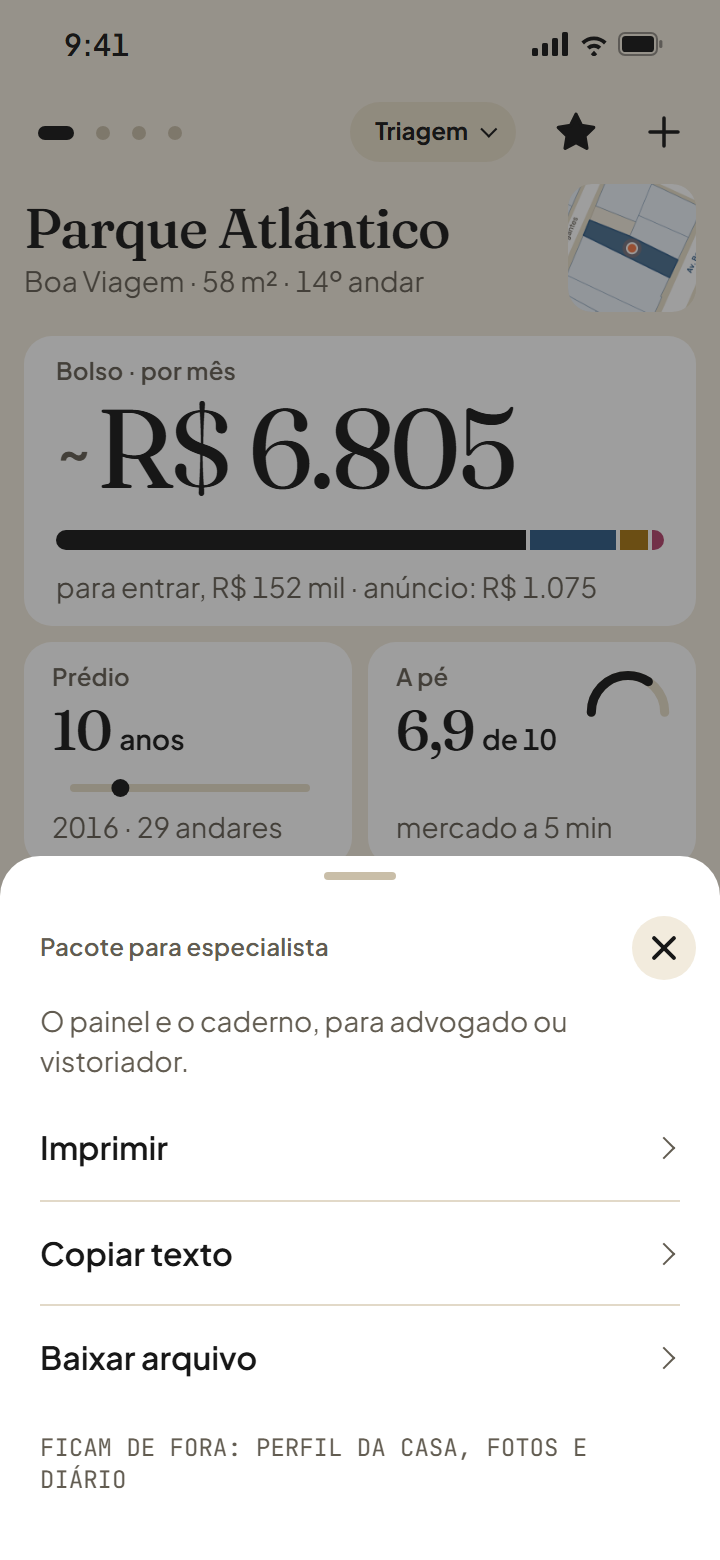 9:41
Triagem
Parque Atlântico
Boa Viagem · 58 m² · 14º andar
Bolso · por mês
~R$ 6.805
para entrar, R$ 152 mil · anúncio: R$ 1.075
Prédio
10 anos
2016 · 29 andares
A pé
6,9 de 10
mercado a 5 min
Pacote para especialista
O painel e o caderno, para advogado ou
vistoriador.
Imprimir
Copiar texto
Baixar arquivo
FICAM DE FORA: PERFIL DA CASA, FOTOS E
DIÁRIO